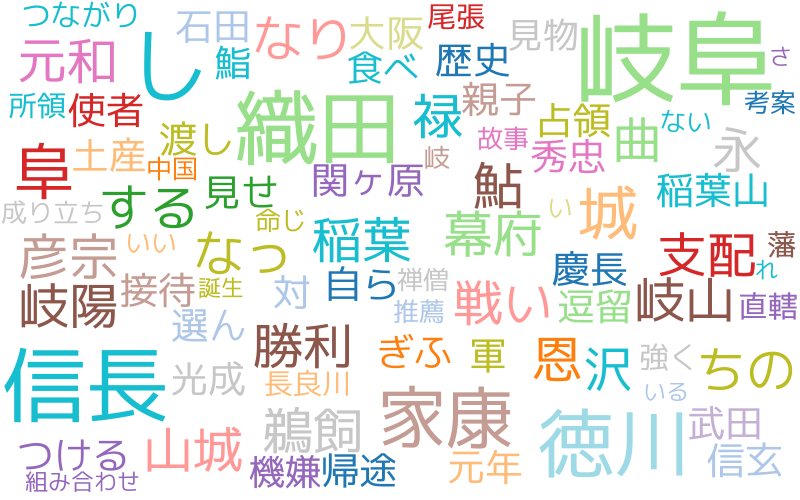 つながり
石田
なり
大阪
尾張
見物
岐阜
さ
元和
し
鮨
食べ
歴史
所領
使者
織田
禄
親子
占領
曲
ない
考案
阜
土産
渡し
中国
故事
秀忠
永
岐
関ヶ原
鮎
する
見せ
城
稲葉山
成り立ち
命じ
い
彦宗
いい
なっ
稲葉
幕府
支配
藩
れ
岐陽
接待
誕生
対
自ら
禅僧
慶長
推薦
戦い
逗留
岐山
直轄
選ん
勝利
ぎふ
軍
恩
沢
強く
ちの
信長
光成
長良川
家康
いる
鵜飼
徳川
武田
つける
山城
機嫌
帰途
元年
信玄
組み合わせ